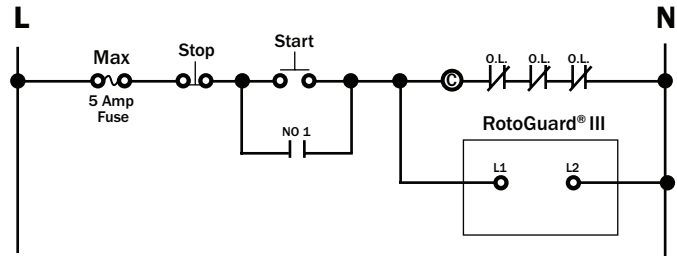 L
N
Max
Stop
Start
5 Amp
Fuse
NO 1
C
O.L.
O.L.
O.L.
RotoGuard® III
L1
L2